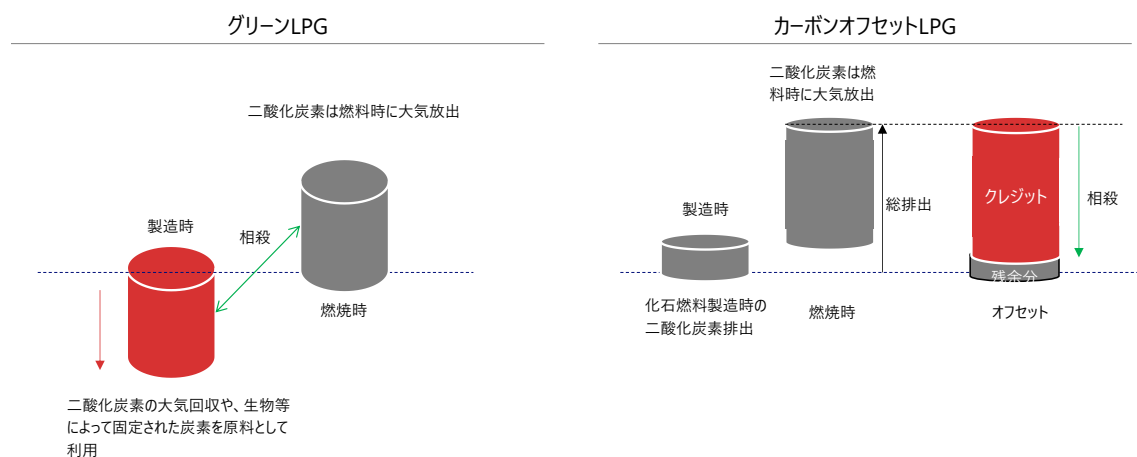 グリーンLPG
二酸化炭素は燃料時に大気放出
製造時
相殺
燃焼時
二酸化炭素の大気回収や、生物等
によって固定された炭素を原料として
利用
カーボンオフセットLPG
二酸化炭素は燃
料時に大気放出
製造時
総排出
クレジット
相殺
残余分
化石燃料製造時の
二酸化炭素排出
燃焼時
オフセット